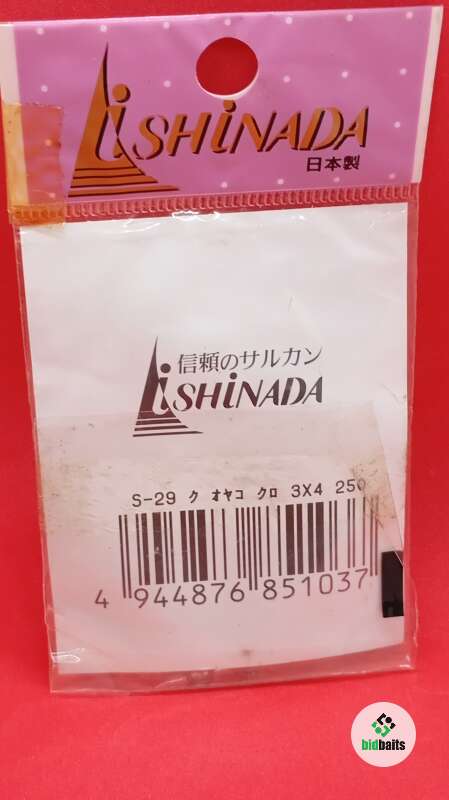 ISHINADA
日本製
信頼のサルカン
ISHINADA
S-29 ク オヤコ クロ 3X4 250
4 944876 851037
bidbaits